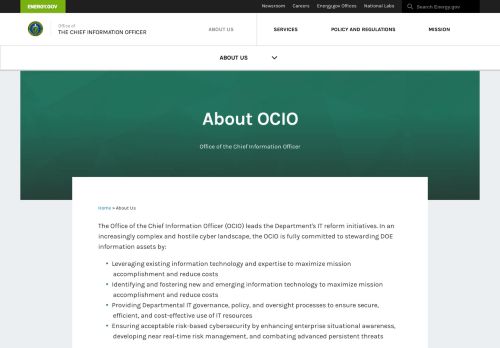 ENERGY.GOV
Newsroom Careers Energy.gov Offices National Labs Search Energy.gov
Office of
THE CHIEF INFORMATION OFFICER
ABOUT US SERVICES POLICY AND REGULATIONS MISSION
ABOUT US
About OCIO
Office of the Chief Information Officer
Home > About Us
The Office of the Chief Information Officer (OCIO) leads the Department's IT reform initiatives. In an
increasingly complex and hostile cyber landscape, the OCIO is fully committed to stewarding DOE
information assets by:
• Leveraging existing information technology and expertise to maximize mission
accomplishment and reduce costs
• Identifying and fostering new and emerging information technology to maximize mission
accomplishment and reduce costs
• Providing Departmental IT governance, policy, and oversight processes to ensure secure,
efficient, and cost-effective use of IT resources
• Ensuring acceptable risk-based cybersecurity by enhancing enterprise situational awareness,
developing near real-time risk management, and combating advanced persistent threats